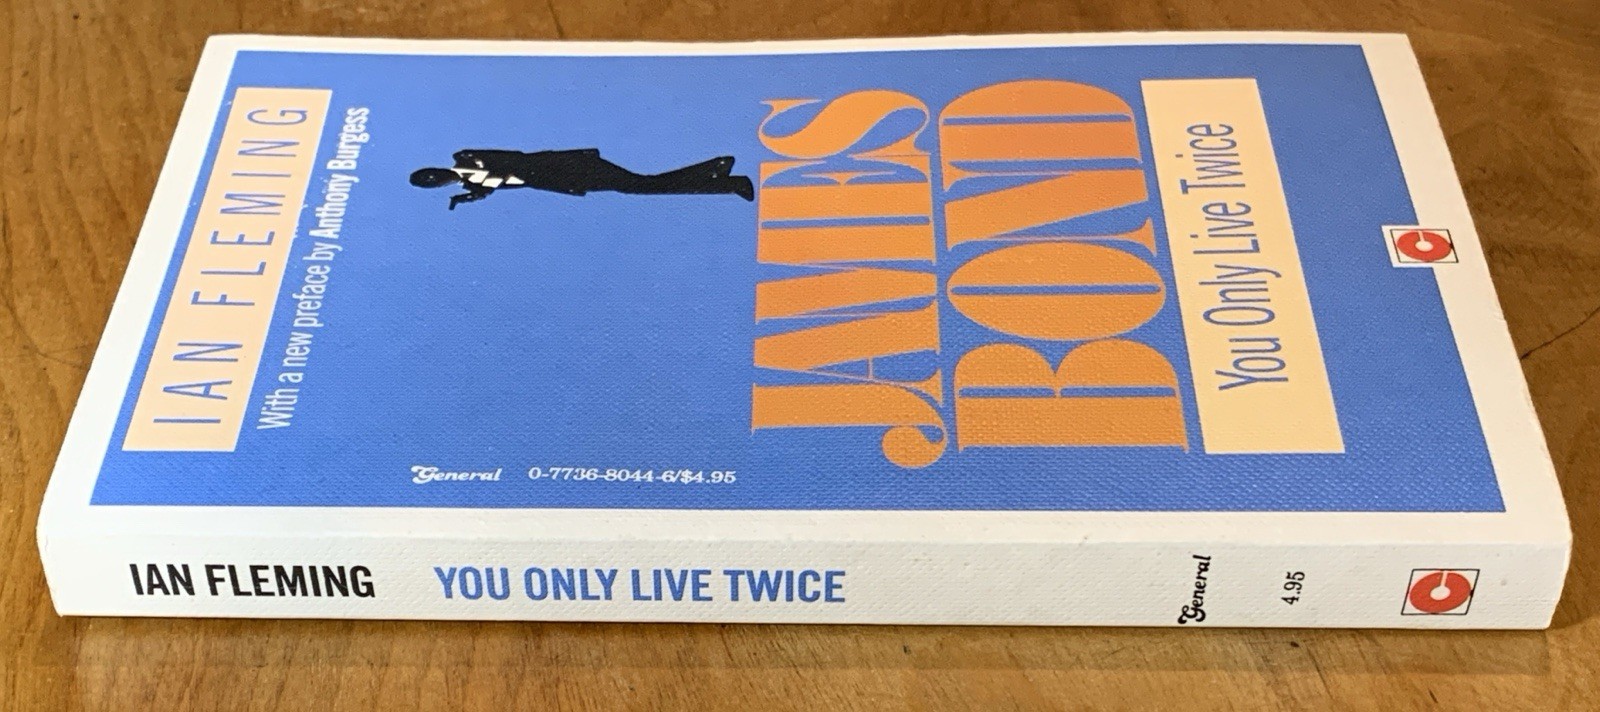 IAN FLEMING
With a new preface by Anthony Burgess
JAMES
BOND
You Only Live Twice
General 0-7736-8044-6/$4.95
IAN FLEMING YOU ONLY LIVE TWICE General 4.95